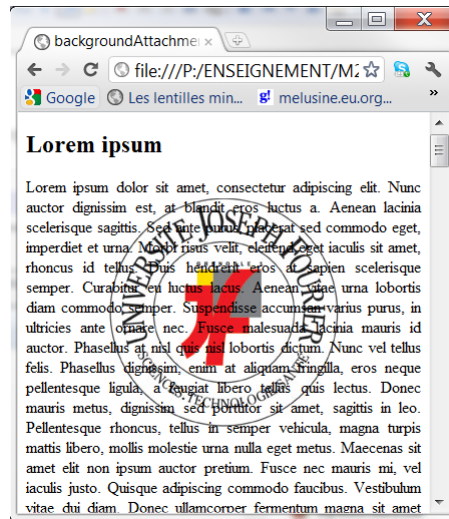 backgroundAttachme
file:///P:/ENSEIGNEMENT/M2
Google Les lentilles min... g! melusine.eu.org... »
Lorem ipsum
Lorem ipsum dolor sit amet, consectetur adipiscing elit. Nunc
auctor dignissim est, at blandit eros luctus a. Aenean lacinia
scelerisque sagittis. Sed ante purus, placerat sed commodo eget,
imperdiet et urna. Morbi risus velit, eleifend eget iaculis sit amet,
rhoncus id tellus. Duis hendrerit eros at sapien scelerisque
semper. Curabitur eu luctus lacus. Aenean vitae urna lobortis
diam commodo semper. Suspendisse accumsan varius purus, in
ultricies ante ornare nec. Fusce malesuada lacinia mauris id
auctor. Phasellus at nisl quis nisl lobortis dictum. Nunc vel tellus
felis. Phasellus dignissim, enim at aliquam fringilla, eros neque
pellentesque ligula, a feugiat libero tellus quis lectus. Donec
mauris metus, dignissim sed porttitor sit amet, sagittis in leo.
Pellentesque rhoncus, tellus in semper vehicula, magna turpis
mattis libero, mollis molestie urna nulla eget metus. Maecenas sit
amet elit non ipsum auctor pretium. Fusce nec mauris mi, vel
iaculis justo. Quisque adipiscing commodo faucibus. Vestibulum
vitae dui diam. Donec ullamcorper fermentum magna sit amet
UNIVERSITE JOSEPH FOURIER
SCIENCES.TECHNOLOGIE.SANTE